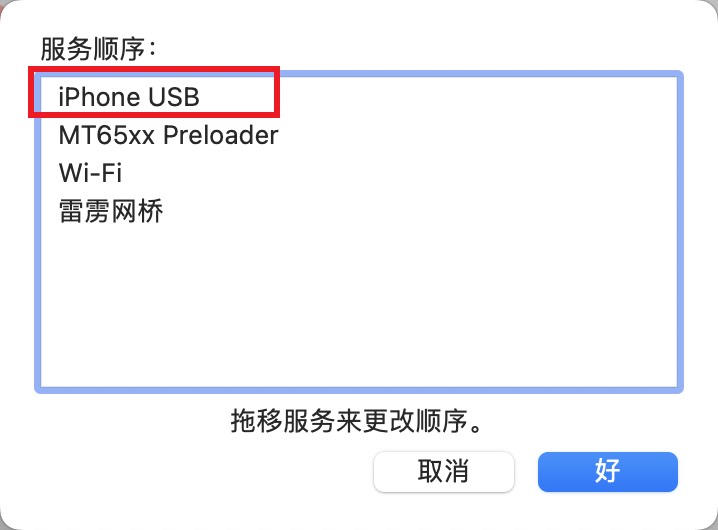 服务顺序：
iPhone USB
MT65xx Preloader
Wi-Fi
雷雳网桥
拖移服务来更改顺序。
取消
好